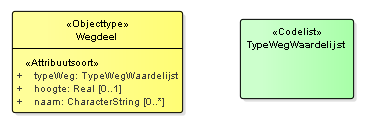 «Objecttype»
Wegdeel
«Attribuutsoort»
+ typeWeg: TypeWegWaardelijst
+ hoogte: Real [0..1]
+ naam: CharacterString [0..*]
«Codelist»
TypeWegWaardelijst